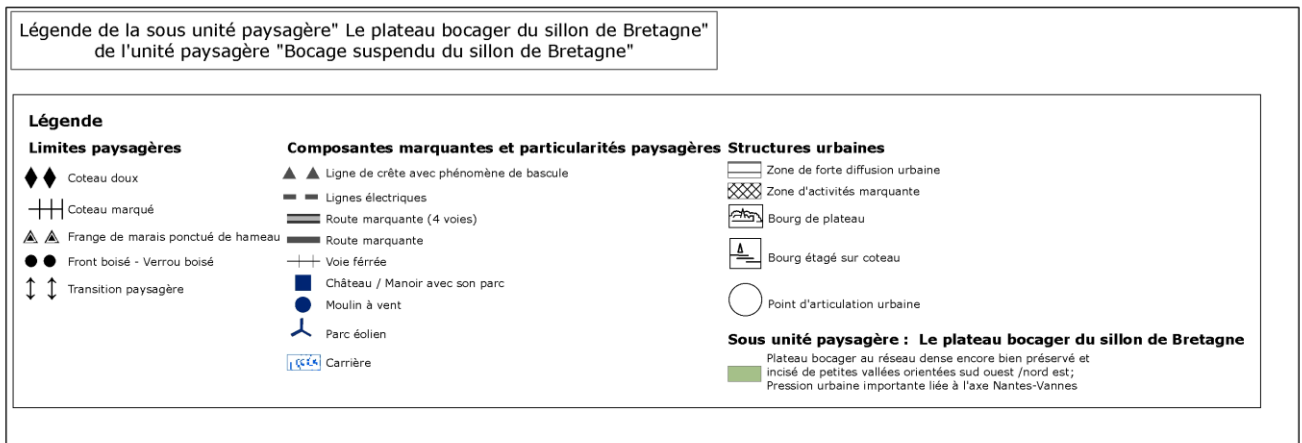 Légende de la sous unité paysagère" Le plateau bocager du sillon de Bretagne"
de l'unité paysagère "Bocage suspendu du sillon de Bretagne"
Légende
Limites paysagères
Coteau doux
Coteau marqué
Frange de marais ponctué de hameau
Front boisé - Verrou boisé
Transition paysagère
Composantes marquantes et particularités paysagères
Ligne de crête avec phénomène de bascule
Lignes électriques
Route marquante (4 voies)
Route marquante
Voie férrée
Château / Manoir avec son parc
Moulin à vent
Parc éolien
Carrière
Structures urbaines
Zone de forte diffusion urbaine
Zone d'activités marquante
Bourg de plateau
Bourg étagé sur coteau
Point d'articulation urbaine
Sous unité paysagère : Le plateau bocager du sillon de Bretagne
Plateau bocager au réseau dense encore bien préservé et
incisé de petites vallées orientées sud ouest /nord est;
Pression urbaine importante liée à l'axe Nantes-Vannes